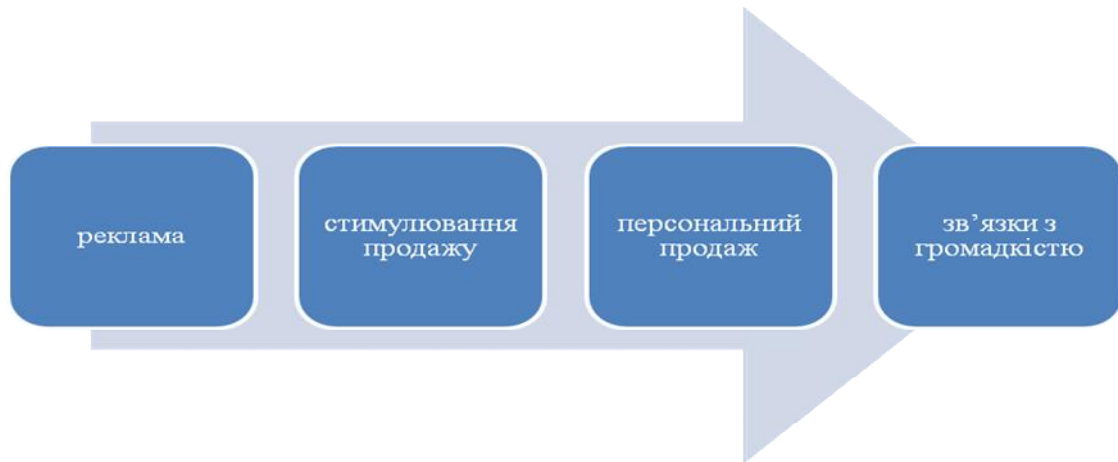 реклама
стимулювання
продажу
персональний
продаж
зв’язки з
громадкістю